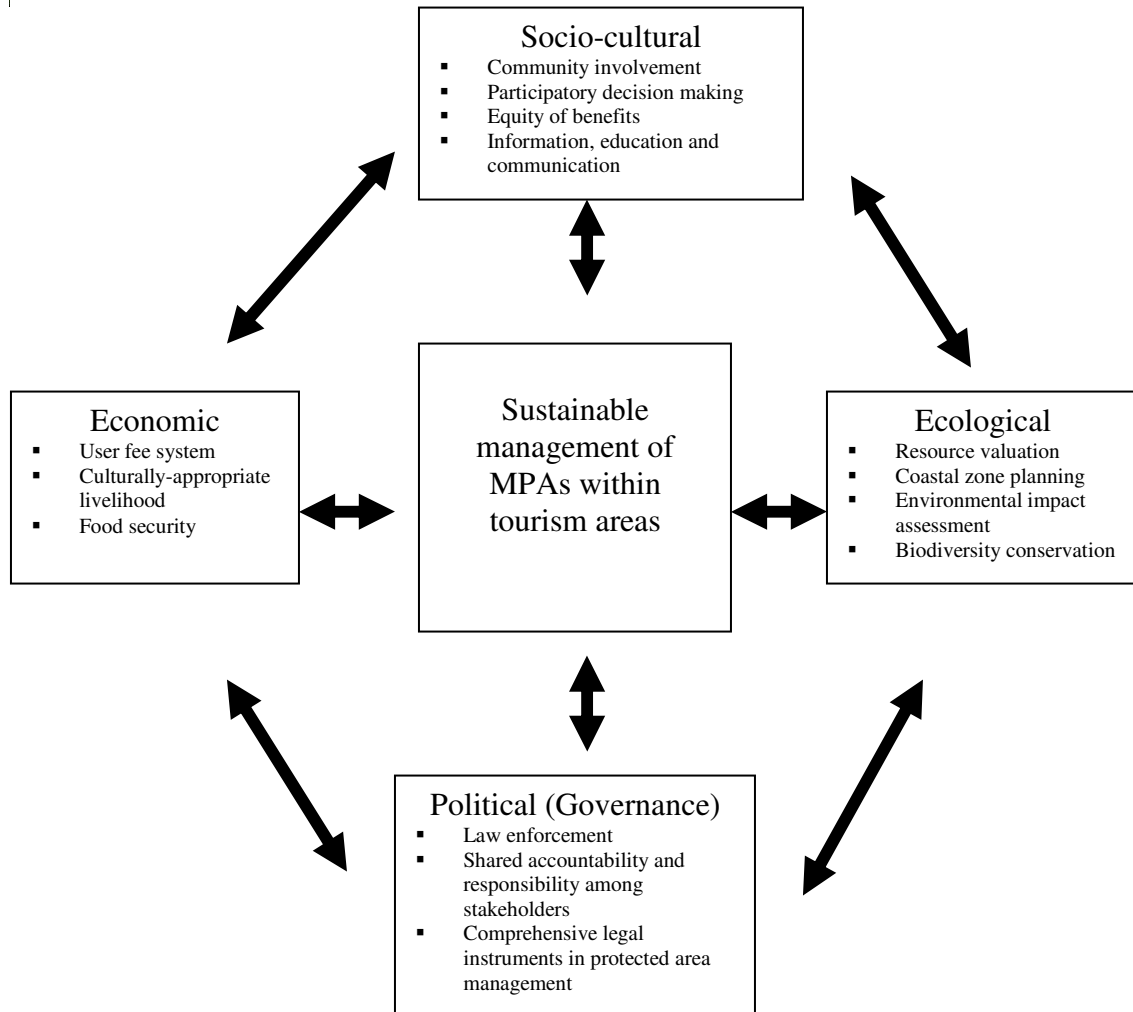 Socio-cultural
▪ Community involvement
▪ Participatory decision making
▪ Equity of benefits
▪ Information, education and
communication
Economic
▪ User fee system
▪ Culturally-appropriate
livelihood
▪ Food security
Sustainable
management of
MPAs within
tourism areas
Ecological
▪ Resource valuation
▪ Coastal zone planning
▪ Environmental impact
assessment
▪ Biodiversity conservation
Political (Governance)
▪ Law enforcement
▪ Shared accountability and
responsibility among
stakeholders
▪ Comprehensive legal
instruments in protected area
management